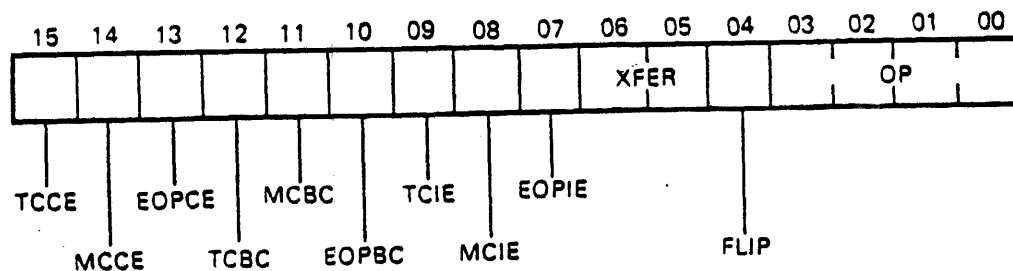 15 14 13 12 11 10 09 08 07 06 05 04 03 02 01 00
XFER OP
TCCE EOPCE MCBC TCIE EOPIE
MCCE TCBC EOPBC MCIE FLIP